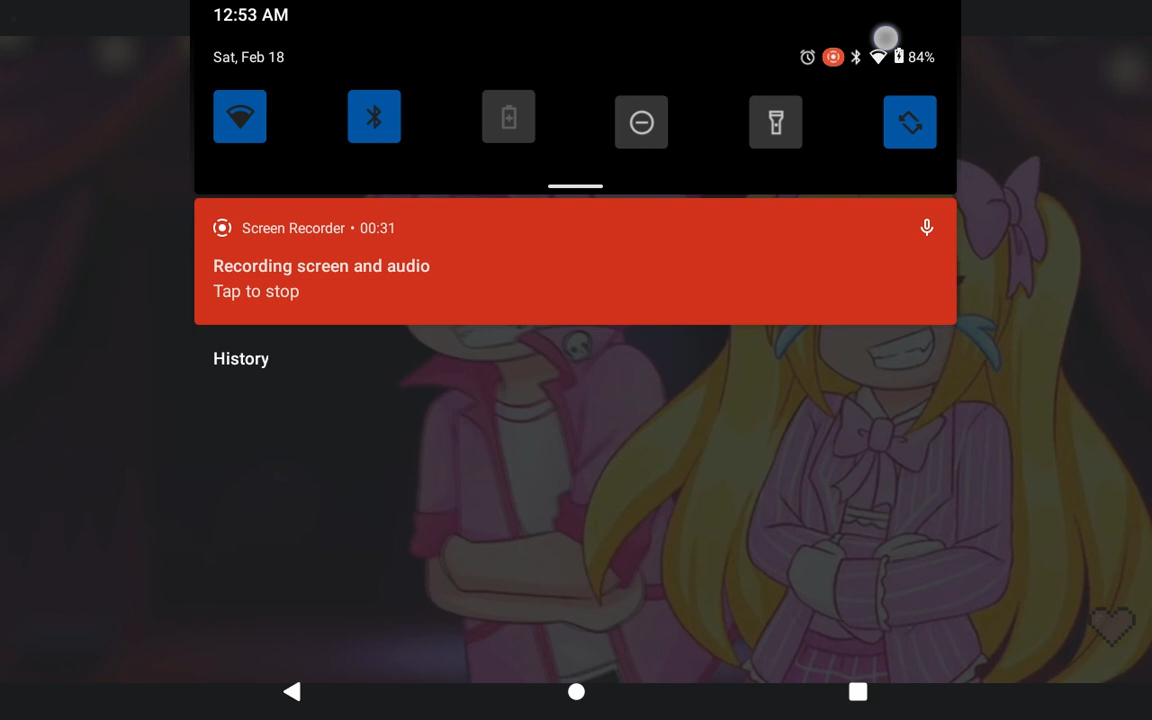 12:53 AM
Sat, Feb 18
84%
Screen Recorder • 00:31
Recording screen and audio
Tap to stop
History